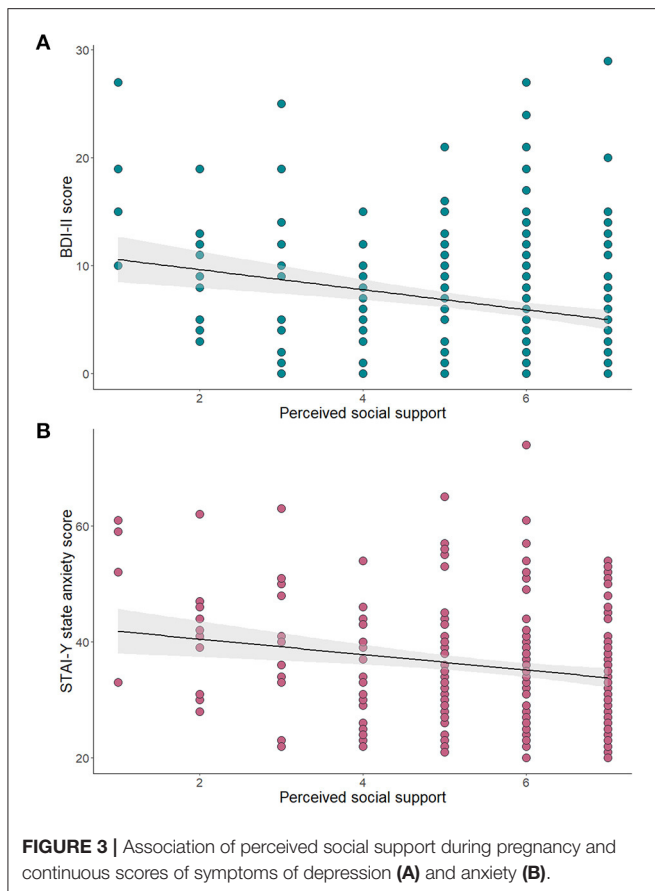 A
30
20
10
0
BDI-II score
2 4 6
Perceived social support
B
60
40
20
STAI-Y state anxiety score
2 4 6
Perceived social support
FIGURE 3 | Association of perceived social support during pregnancy and
continuous scores of symptoms of depression (A) and anxiety (B).